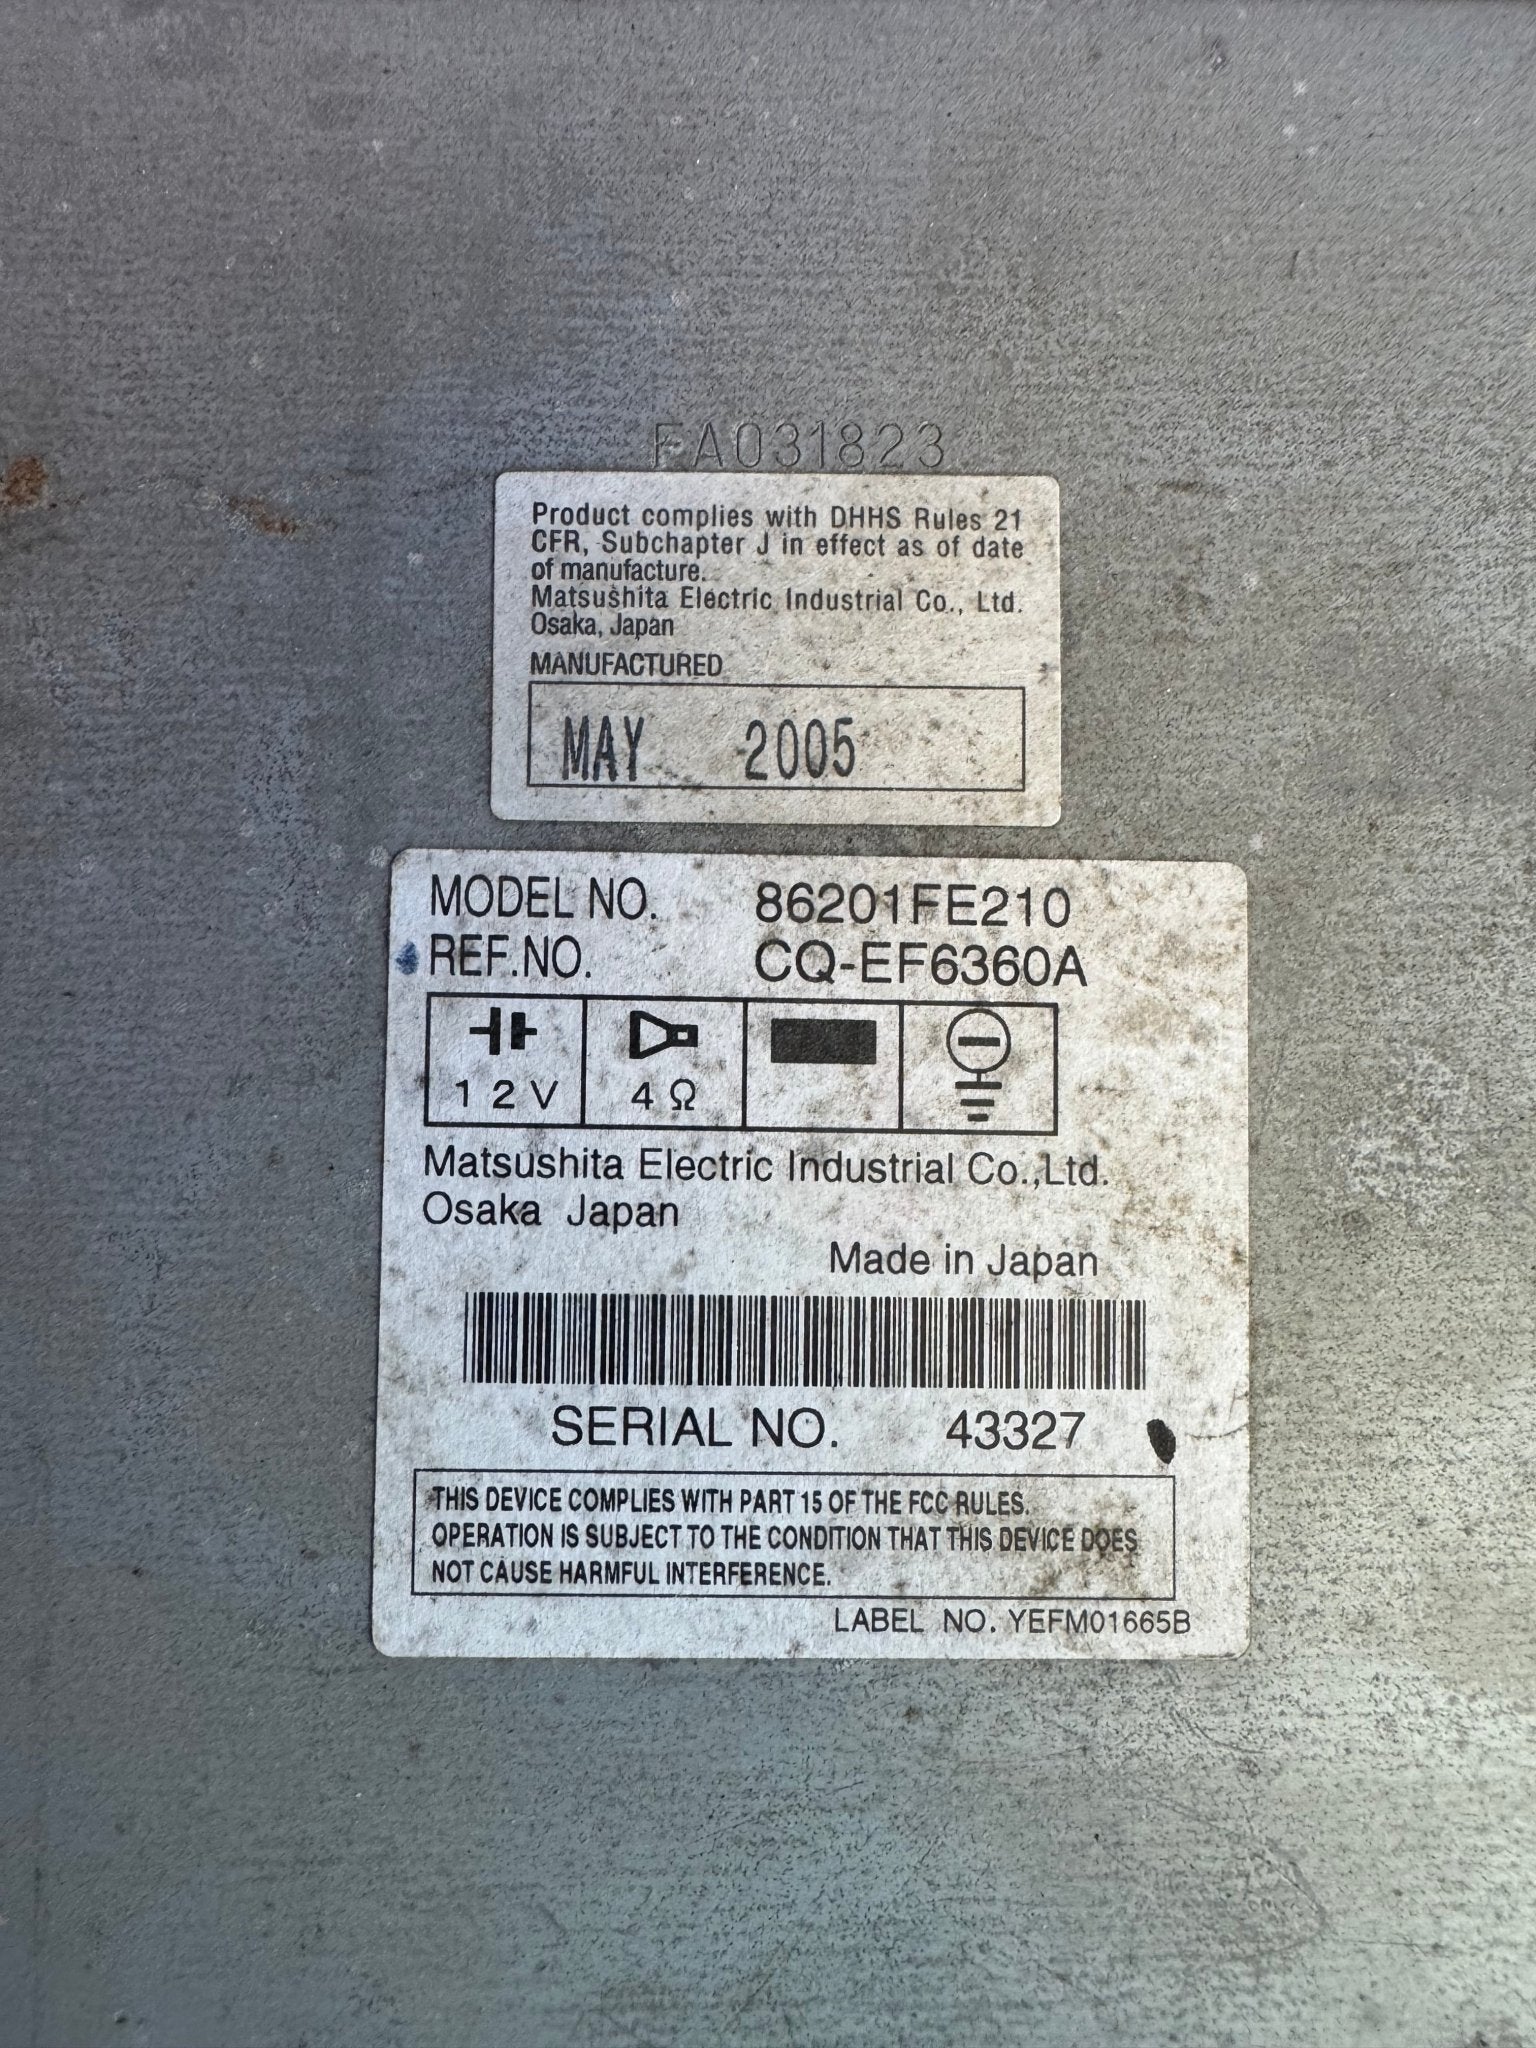 FA031823
Product complies with DHHS Rules 21
CFR, Subchapter J in effect as of date
of manufacture.
Matsushita Electric Industrial Co., Ltd.
Osaka, Japan
MANUFACTURED
MAY 2005
MODEL NO. 86201FE210
REF.NO. CQ-EF6360A
12V 4Ω
Matsushita Electric Industrial Co.,Ltd.
Osaka Japan
Made in Japan
SERIAL NO. 43327
THIS DEVICE COMPLIES WITH PART 15 OF THE FCC RULES.
OPERATION IS SUBJECT TO THE CONDITION THAT THIS DEVICE DOES
NOT CAUSE HARMFUL INTERFERENCE.
LABEL NO. YEFM01665B